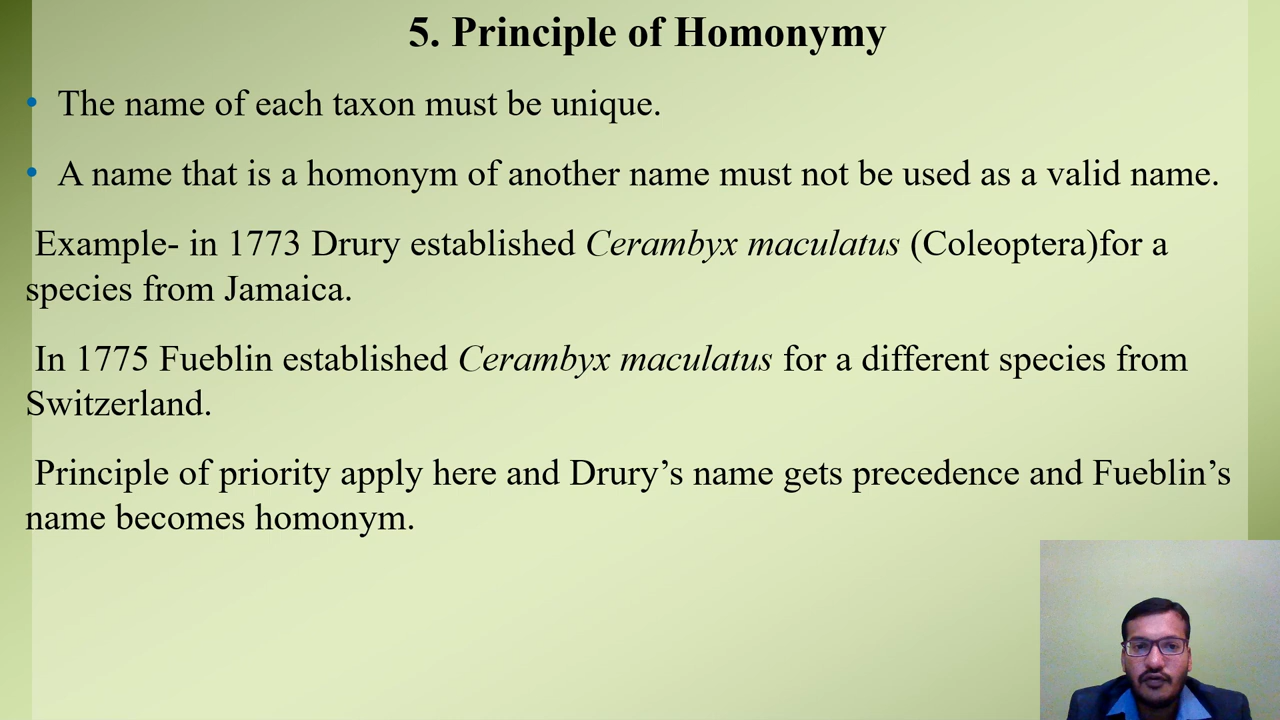 5. Principle of Homonymy
• The name of each taxon must be unique.
• A name that is a homonym of another name must not be used as a valid name.
Example- in 1773 Drury established Cerambyx maculatus (Coleoptera)for a
species from Jamaica.
In 1775 Fueblin established Cerambyx maculatus for a different species from
Switzerland.
Principle of priority apply here and Drury’s name gets precedence and Fueblin’s
name becomes homonym.